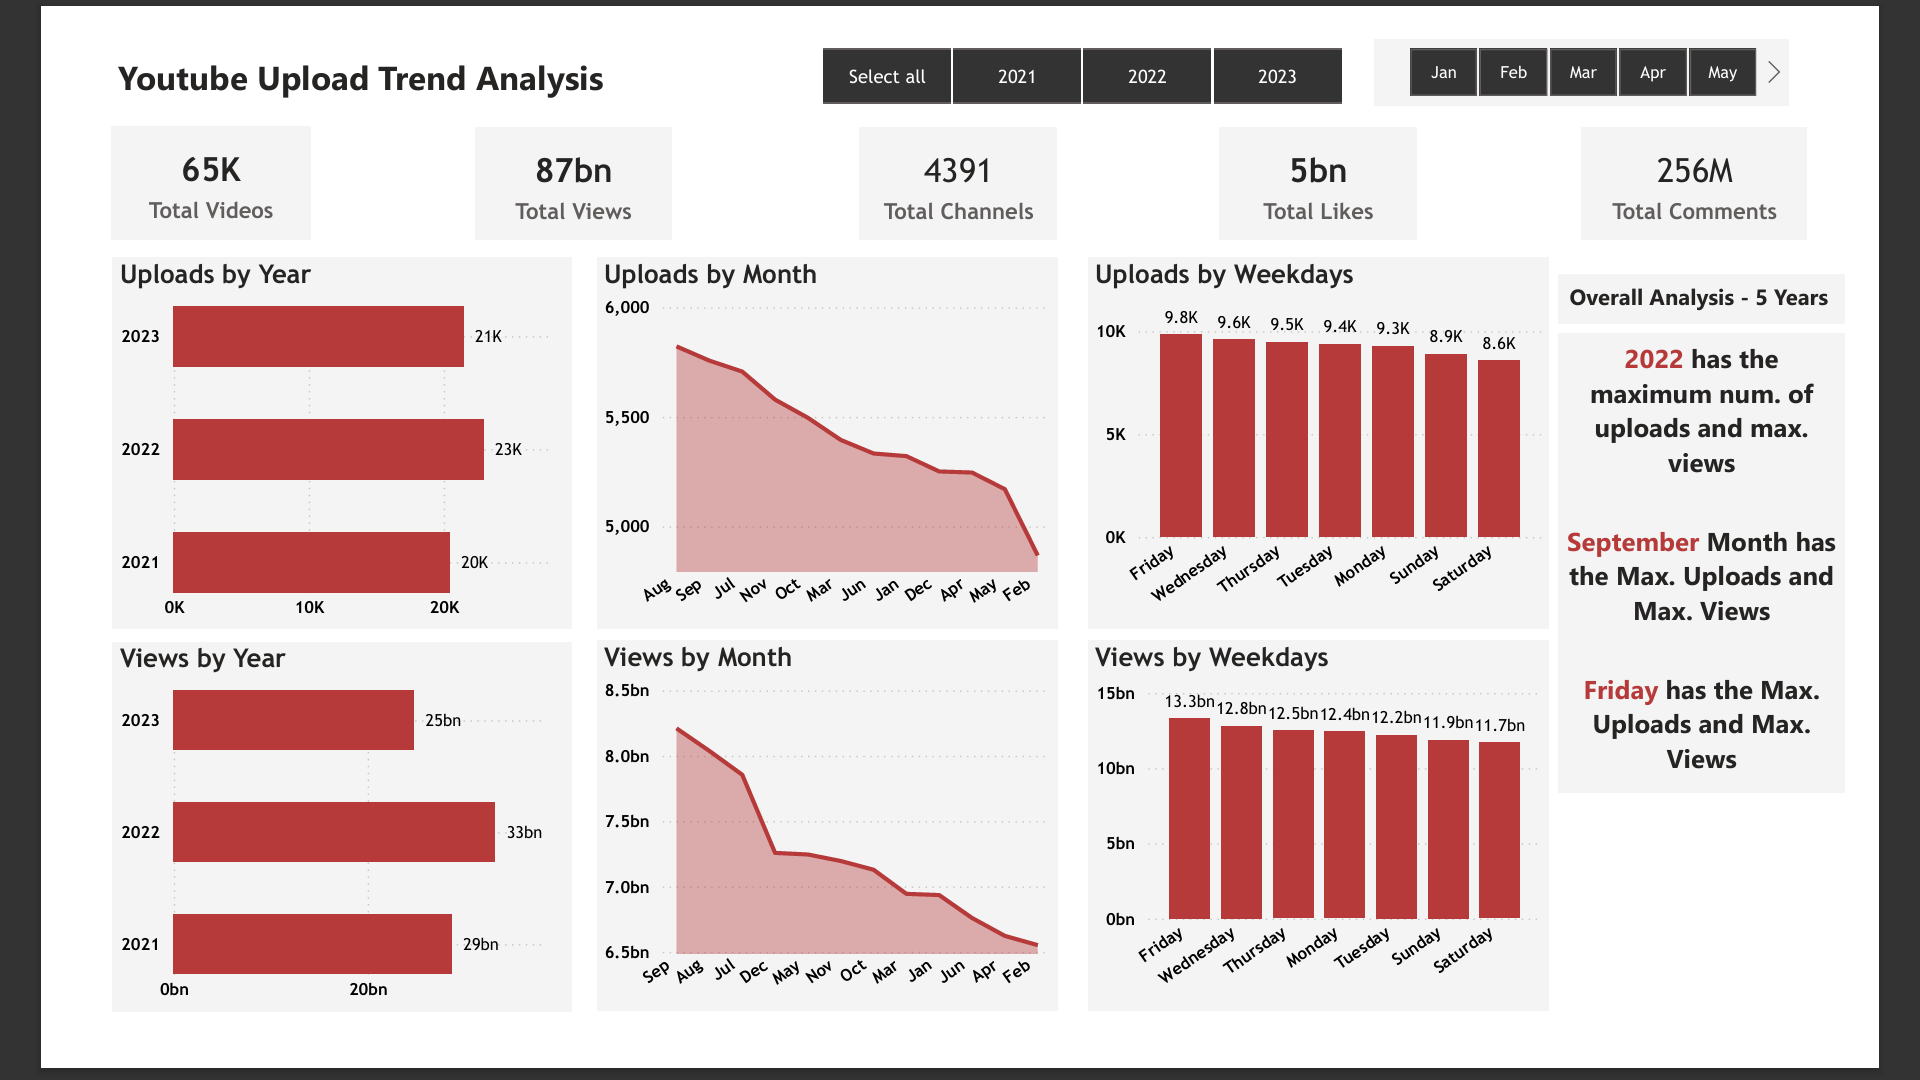 Youtube Upload Trend Analysis
Select all
2021
2022
2023
Jan
Feb
Mar
Apr
May
65K
Total Videos
87bn
Total Views
4391
Total Channels
5bn
Total Likes
256M
Total Comments
Uploads by Year
2023
21K
2022
23K
2021
20K
0K
10K
20K
Uploads by Month
6,000
5,500
5,000
Aug
Sep
Jul
Nov
Oct
Mar
Jun
Jan
Dec
Apr
May
Feb
Uploads by Weekdays
10K
5K
0K
9.8K
9.6K
9.5K
9.4K
9.3K
8.9K
8.6K
Friday
Wednesday
Thursday
Tuesday
Monday
Sunday
Saturday
Overall Analysis - 5 Years
2022 has the
maximum num. of
uploads and max.
views
September Month has
the Max. Uploads and
Max. Views
Friday has the Max.
Uploads and Max.
Views
Views by Year
2023
25bn
2022
33bn
2021
29bn
0bn
20bn
Views by Month
8.5bn
8.0bn
7.5bn
7.0bn
6.5bn
Sep
Aug
Jul
Dec
May
Nov
Oct
Mar
Jan
Jun
Apr
Feb
Views by Weekdays
15bn
10bn
5bn
0bn
13.3bn
12.8bn
12.5bn
12.4bn
12.2bn
11.9bn
11.7bn
Friday
Wednesday
Thursday
Monday
Tuesday
Sunday
Saturday